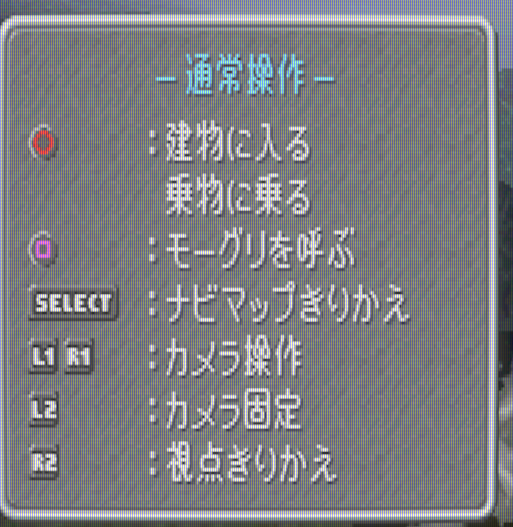 －通常操作－
：建物に入る
乗物に乗る
：モーグリを呼ぶ
SELECT：ナビマップきりかえ
L1 R1：カメラ操作
L2：カメラ固定
R2：視点きりかえ